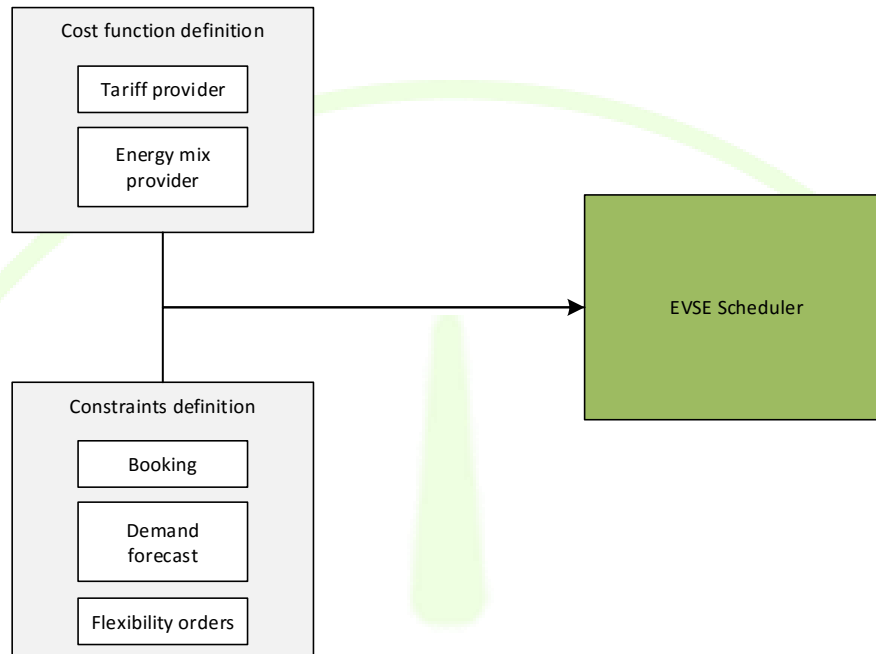 Cost function definition
Tariff provider
Energy mix
provider
EVSE Scheduler
Constraints definition
Booking
Demand
forecast
Flexibility orders